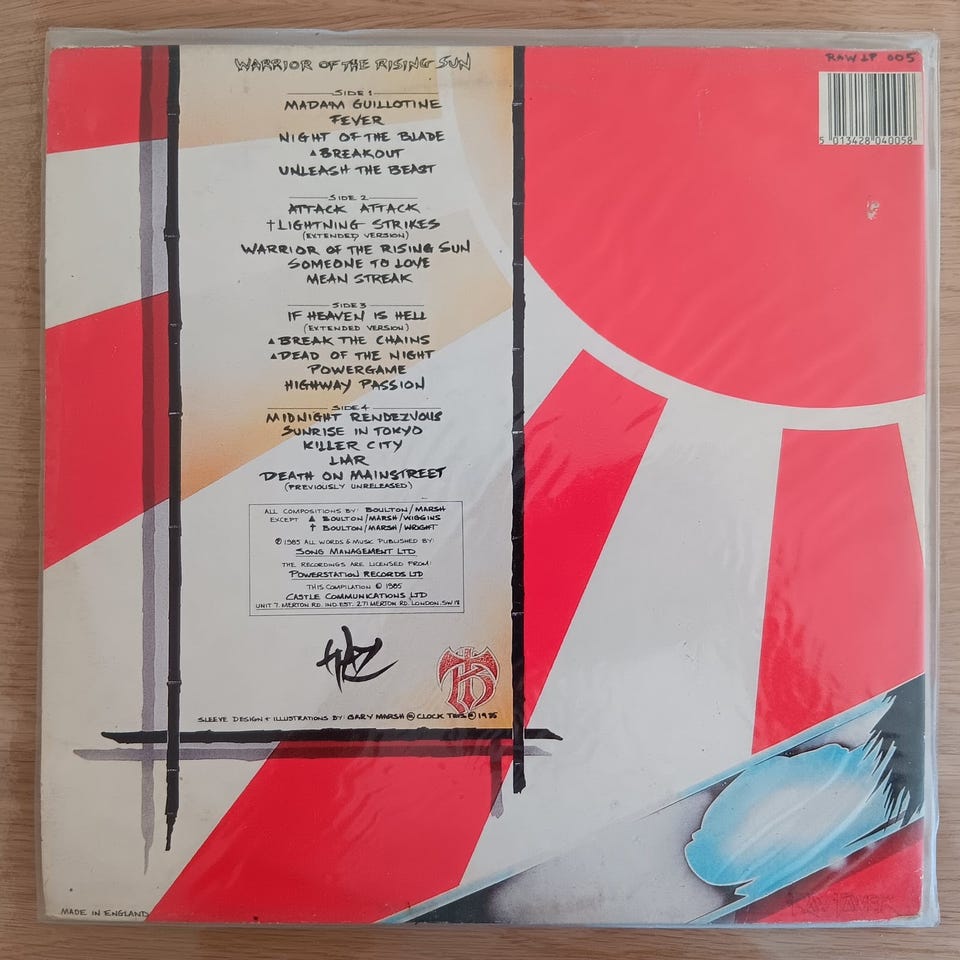 WARRIOR OF THE RISING SUN
RAW LP 005
5 013428 040058
SIDE 1
MADAM GUILLOTINE
FEVER
NIGHT OF THE BLADE
▲ BREAKOUT
UNLEASH THE BEAST
SIDE 2
ATTACK ATTACK
† LIGHTNING STRIKES
(EXTENDED VERSION)
WARRIOR OF THE RISING SUN
SOMEONE TO LOVE
MEAN STREAK
SIDE 3
IF HEAVEN IS HELL
(EXTENDED VERSION)
▲ BREAK THE CHAINS
▲ DEAD OF THE NIGHT
POWERGAME
HIGHWAY PASSION
SIDE 4
MIDNIGHT RENDEZVOUS
SUNRISE IN TOKYO
KILLER CITY
LIAR
DEATH ON MAINSTREET
(PREVIOUSLY UNRELEASED)
ALL COMPOSITIONS BY: BOULTON/MARSH
EXCEPT ▲ BOULTON/MARSH/WIGGINS
† BOULTON/MARSH/WRIGHT
℗ 1985 ALL WORDS & MUSIC PUBLISHED BY:
SONG MANAGEMENT LTD
THE RECORDINGS ARE LICENSED FROM:
POWERSTATION RECORDS LTD
THIS COMPILATION © 1985
CASTLE COMMUNICATIONS LTD
UNIT 7. MERTON RD. IND. EST. 271 MERTON RD. LONDON. SW18
SLEEVE DESIGN + ILLUSTRATIONS BY: GARY MARSH @ CLOCK THIS © 1985
MADE IN ENGLAND